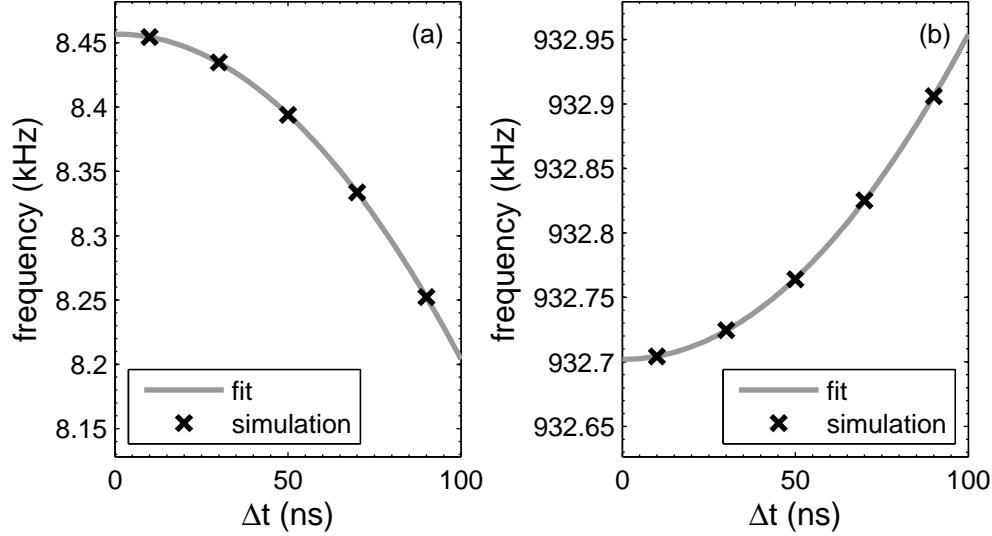 (a)
frequency (kHz)
8.45
8.4
8.35
8.3
8.25
8.2
8.15
fit
simulation
0
50
100
Δt (ns)
(b)
frequency (kHz)
932.95
932.9
932.85
932.8
932.75
932.7
932.65
fit
simulation
0
50
100
Δt (ns)